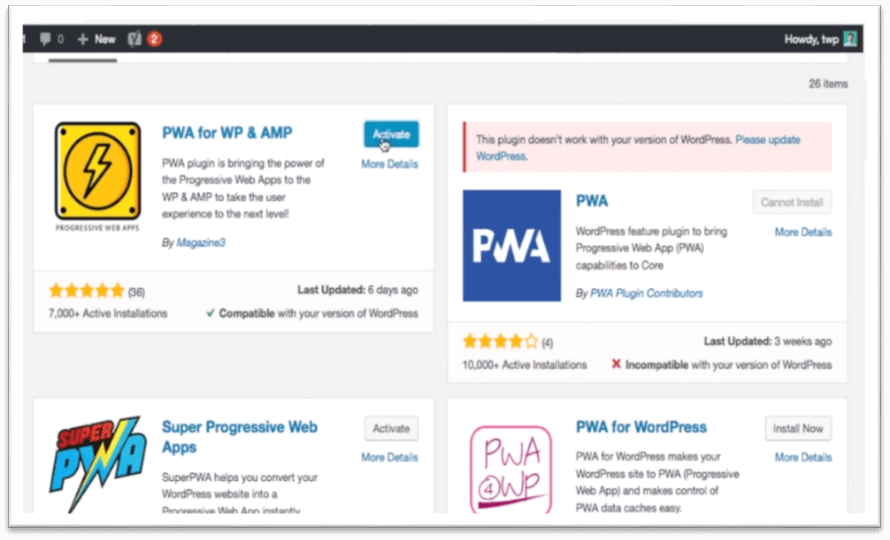 0 New 2 Howdy, twp
26 items
PWA for WP & AMP
Activate
More Details
PWA plugin is bringing the power of
the Progressive Web Apps to the
WP & AMP to take the user
experience to the next level!
By Magazine3
PROGRESSIVE WEB APPS
(36)
Last Updated: 6 days ago
7,000+ Active Installations
Compatible with your version of WordPress
This plugin doesn't work with your version of WordPress. Please update
WordPress.
PWA
PWA
Cannot Install
More Details
WordPress feature plugin to bring
Progressive Web App (PWA)
capabilities to Core
By PWA Plugin Contributors
(4)
Last Updated: 3 weeks ago
10,000+ Active Installations
Incompatible with your version of WordPress
SUPER
PWA
Super Progressive Web
Apps
Activate
More Details
SuperPWA helps you convert your
WordPress website into a
Progressive Web App instantly
PWA
4 WP
PWA for WordPress
Install Now
More Details
PWA for WordPress makes your
WordPress site to PWA (Progressive
Web App) and makes control of
PWA data caches easy.